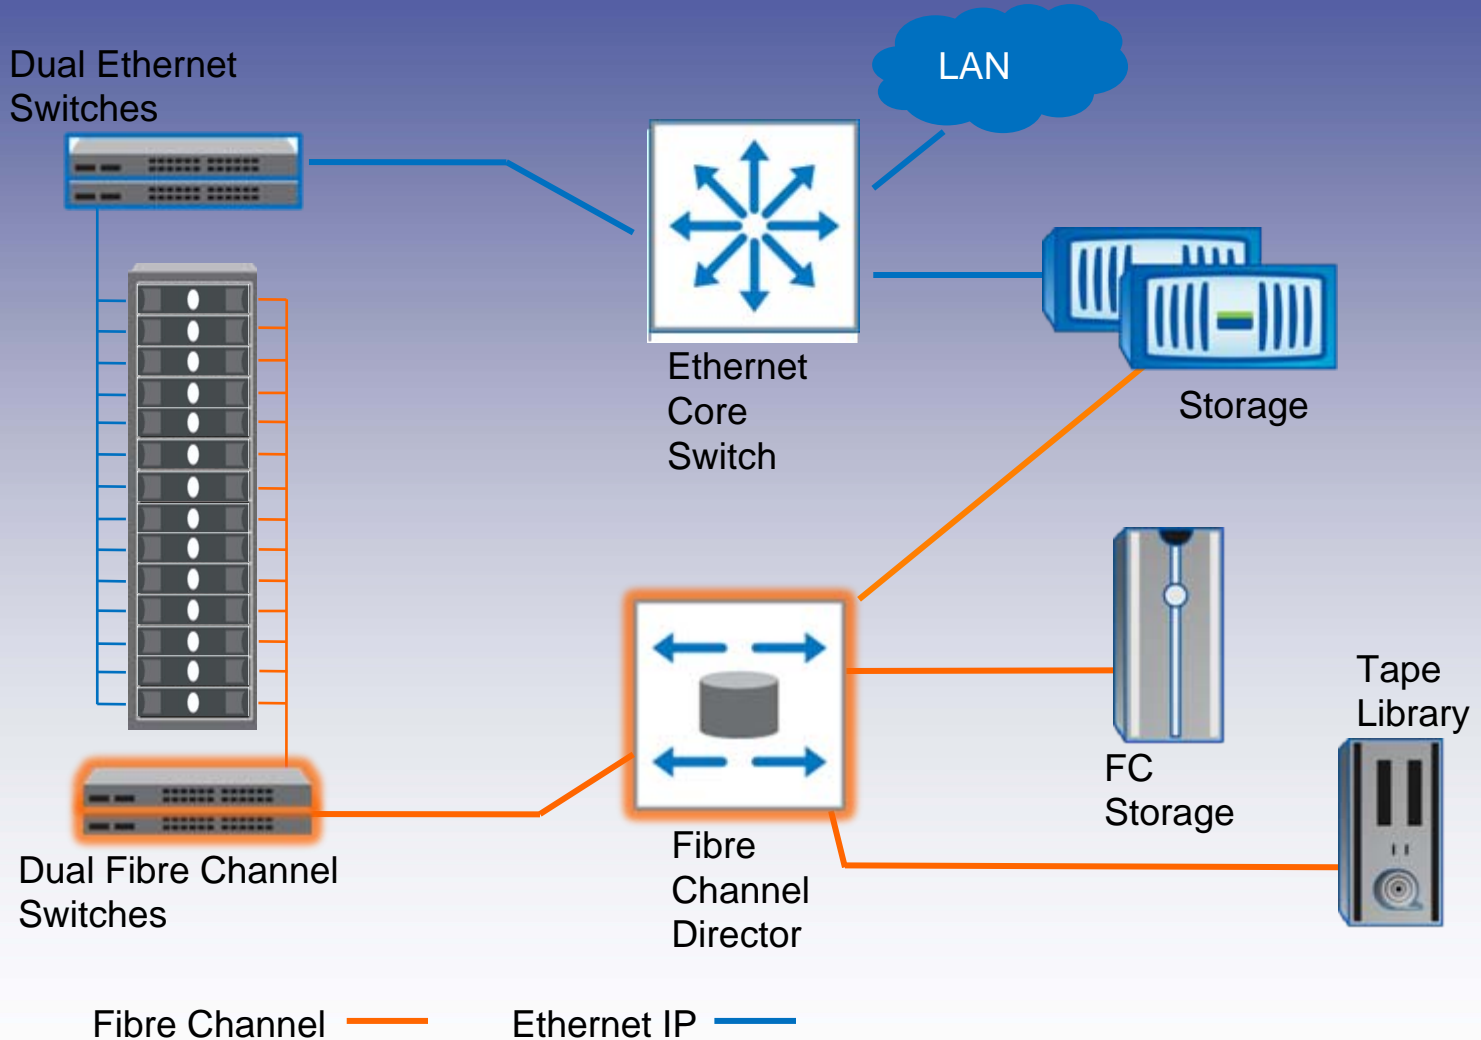 Dual Ethernet
Switches
LAN
Ethernet
Core
Switch
Storage
FC
Storage
Tape
Library
Dual Fibre Channel
Switches
Fibre
Channel
Director
Fibre Channel
Ethernet IP